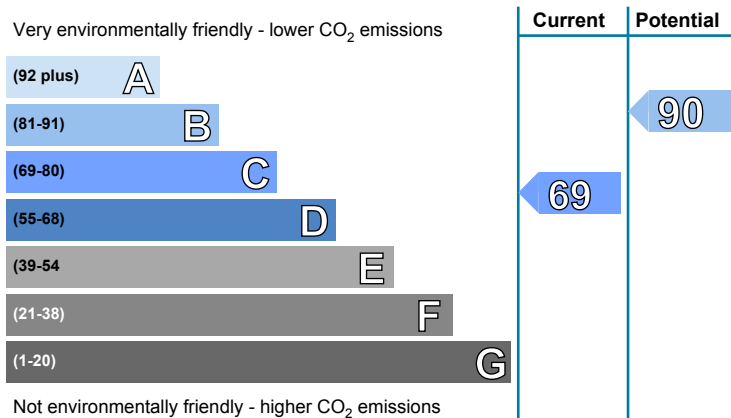 Very environmentally friendly - lower CO2 emissions
Current
Potential
(92 plus) A
(81-91) B
90
(69-80) C
69
(55-68) D
(39-54 E
(21-38) F
(1-20) G
Not environmentally friendly - higher CO2 emissions